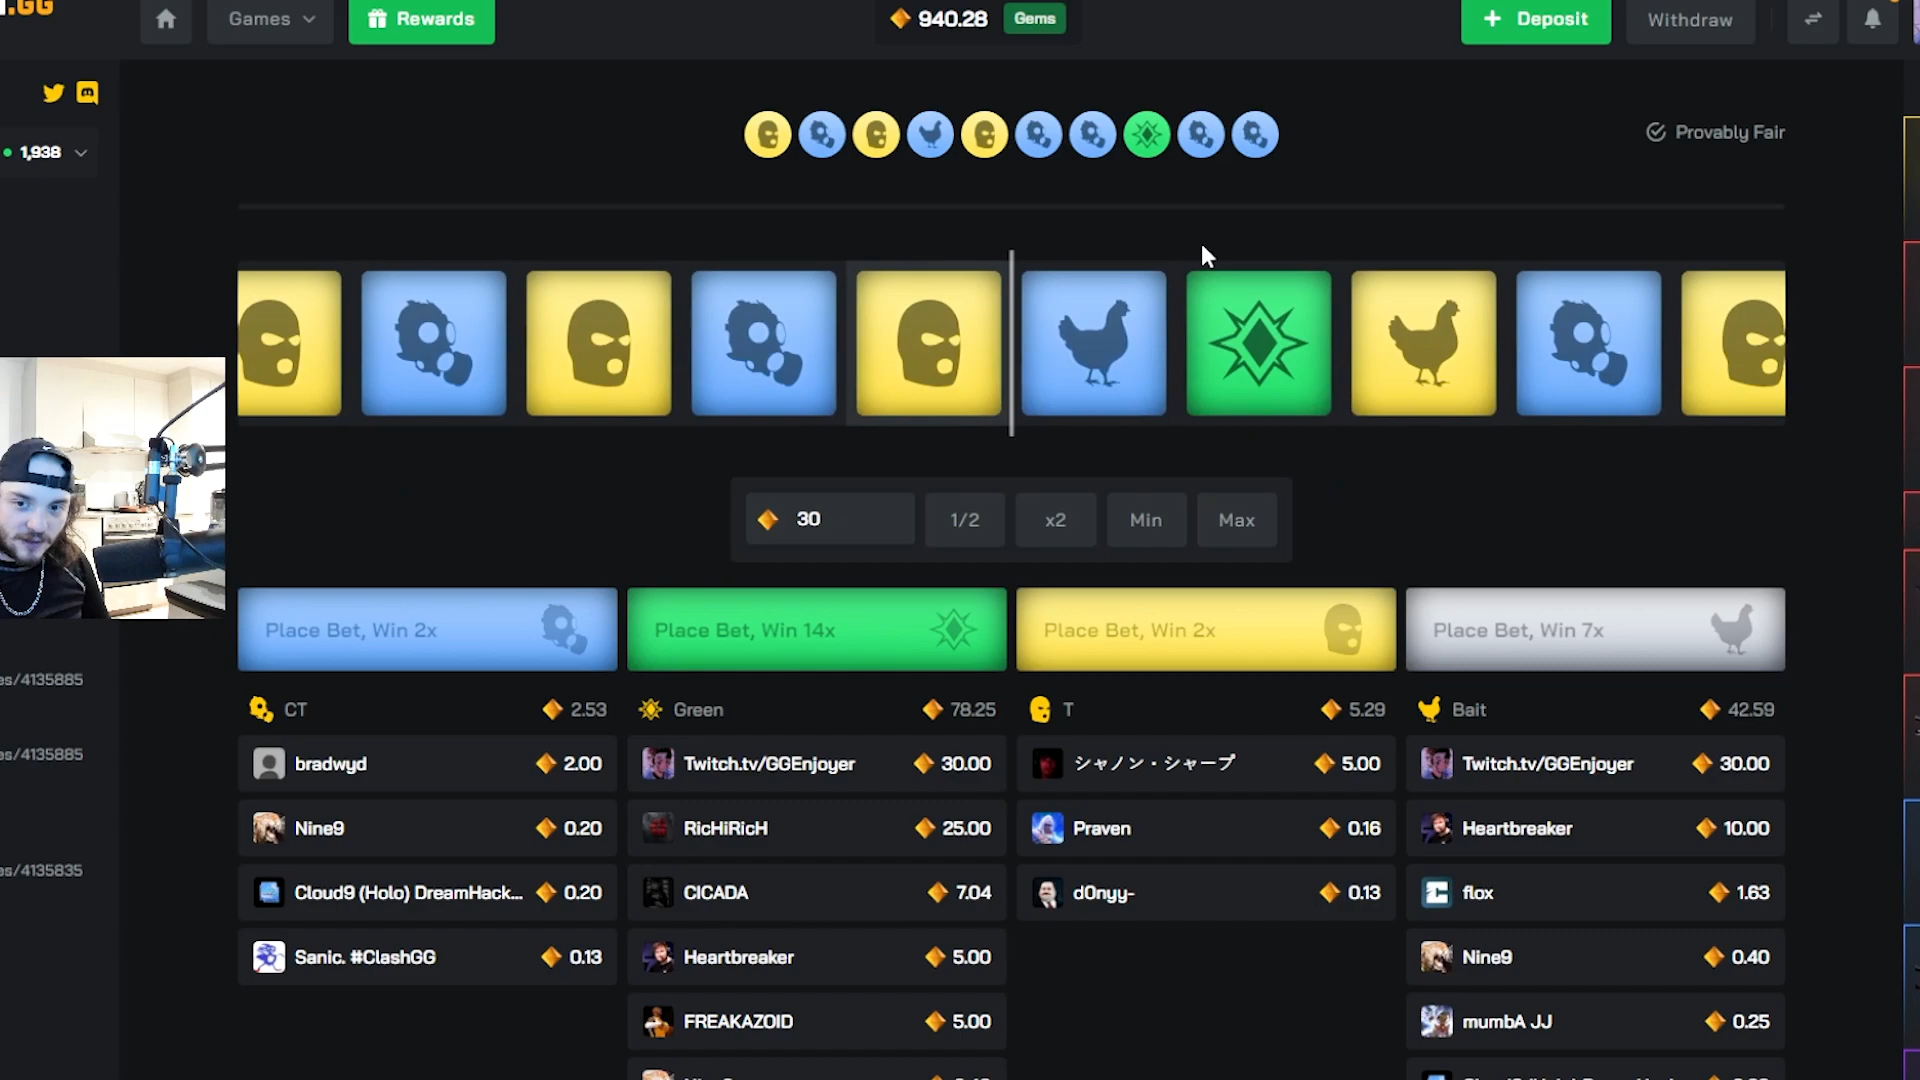 .GG
Games
Rewards
940.28 Gems
Deposit
Withdraw
1,938
Provably Fair
30
1/2
x2
Min
Max
Place Bet, Win 2x
Place Bet, Win 14x
Place Bet, Win 2x
Place Bet, Win 7x
CT 2.53
Green 78.25
T 5.29
Bait 42.59
bradwyd 2.00
Twitch.tv/GGEnjoyer 30.00
シャノン・シャープ 5.00
Twitch.tv/GGEnjoyer 30.00
Nine9 0.20
RicHiRicH 25.00
Praven 0.16
Heartbreaker 10.00
Cloud9 (Holo) DreamHack... 0.20
CICADA 7.04
d0nyy- 0.13
flox 1.63
Sanic. #ClashGG 0.13
Heartbreaker 5.00
Nine9 0.40
FREAKAZOID 5.00
mumbA JJ 0.25
es/4135885
es/4135885
es/4135835